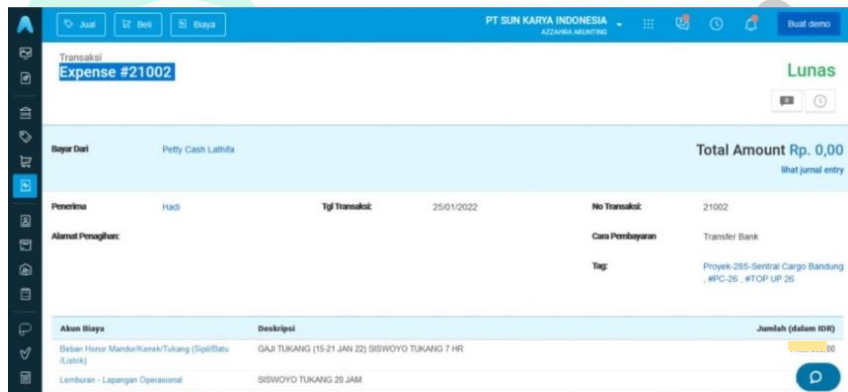 Jual Beli Biaya PT SUN KARYA INDONESIA Buat demo
AZZAHRA AKUNTING
Transaksi
Expense #21002 Lunas
Bayar Dari Petty Cash Lathifa Total Amount Rp. 0,00
lihat jurnal entry
Penerima Hadi Tgl Transaksi: 25/01/2022 No Transaksi: 21002
Alamat Penagihan: Cara Pembayaran Transfer Bank
Tag: Proyek-285-Sentral Cargo Bandung
, #PC-26 , #TOP UP 26
Akun Biaya Deskripsi Jumlah (dalam IDR)
Beban Honor Mandor/Kenek/Tukang (Sipil/Batu GAJI TUKANG (15-21 JAN 22) SISWOYO TUKANG 7 HR
/Listrik)
Lemburan - Lapangan Operasional SISWOYO TUKANG 20 JAM